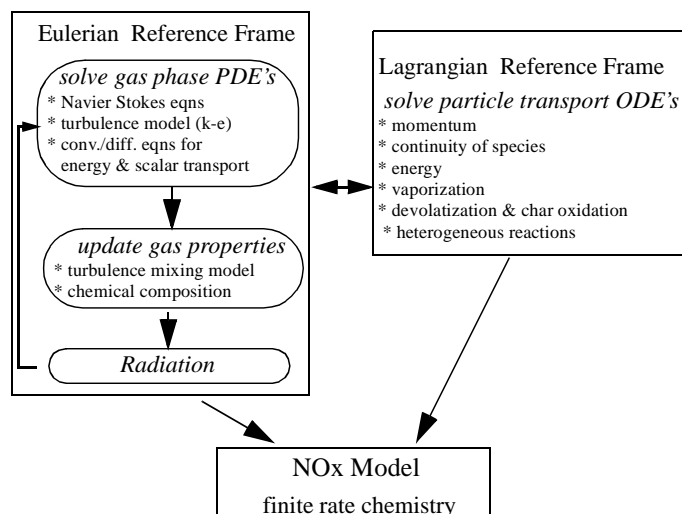 Eulerian Reference Frame
solve gas phase PDE's
* Navier Stokes eqns
* turbulence model (k-e)
* conv./diff. eqns for
energy & scalar transport
update gas properties
* turbulence mixing model
* chemical composition
Radiation
Lagrangian Reference Frame
solve particle transport ODE's
* momentum
* continuity of species
* energy
* vaporization
* devolatization & char oxidation
* heterogeneous reactions
NOx Model
finite rate chemistry